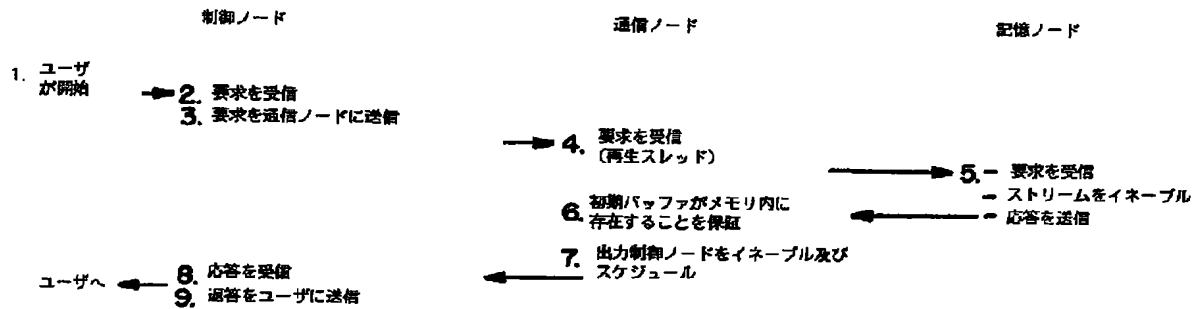 制御ノード
通信ノード
記憶ノード
1. ユーザ
が開始
2. 要求を受信
3. 要求を通信ノードに送信
4. 要求を受信
(再生スレッド)
5. - 要求を受信
- ストリームをイネーブル
- 応答を送信
6. 初期バッファがメモリ内に
存在することを保証
7. 出力制御ノードをイネーブル及び
スケジュール
8. 応答を受信
9. 返答をユーザに送信
ユーザへ